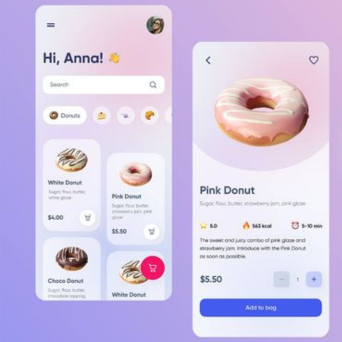 Hi, Anna! 👋
Search
Donuts
White Donut
Sugar, flour, butter,
white glaze
$4.00
Pink Donut
Sugar, flour, butter,
strawberry jam, pink
glaze
$5.50
Choco Donut
Sugar, flour, butter,
chocolate topping,
White Donut
Pink Donut
Sugar, flour, butter, strawberry jam, pink glaze
5.0
563 kcal
5-10 min
The sweet and juicy combo of pink glaze and
strawberry jam. Introduce with the Pink Donut
as soon as possible.
$5.50
1
Add to bag